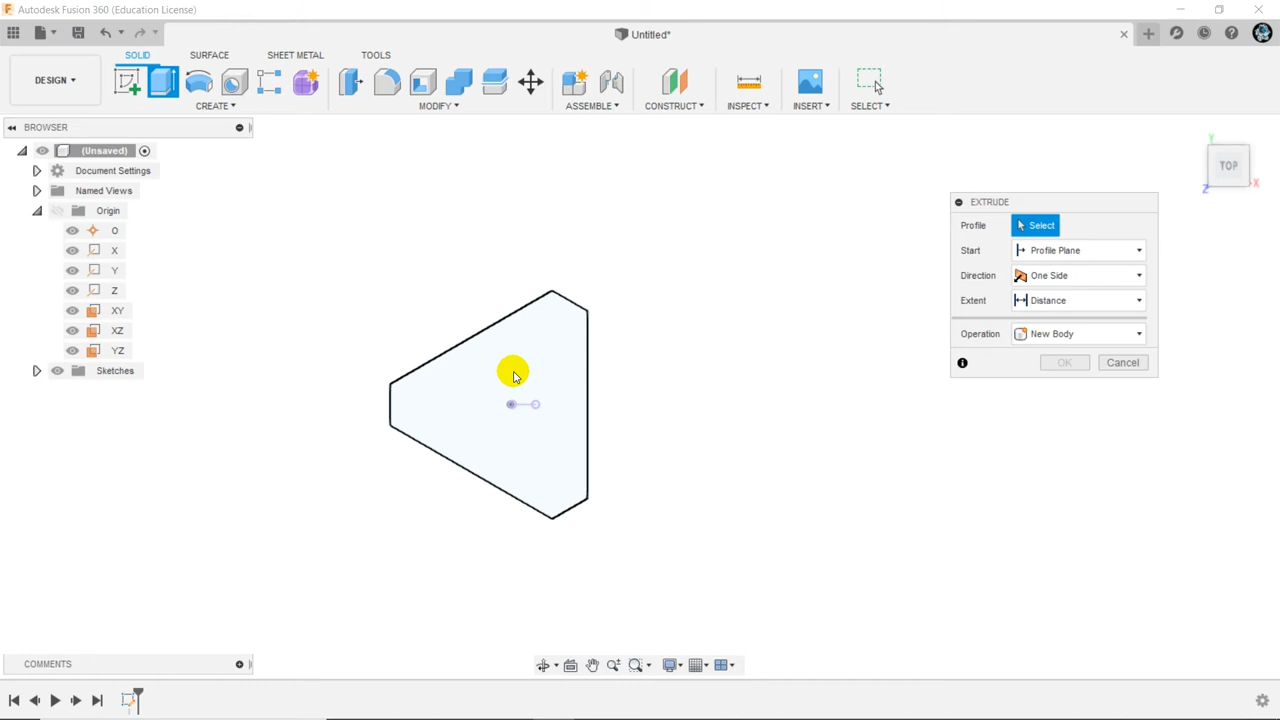 Autodesk Fusion 360 (Education License)
Untitled*
SOLID SURFACE SHEET METAL TOOLS
DESIGN
CREATE MODIFY ASSEMBLE CONSTRUCT INSPECT INSERT SELECT
BROWSER
(Unsaved)
Document Settings
Named Views
Origin
O
X
Y
Z
XY
XZ
YZ
Sketches
Y
TOP
X
Z
EXTRUDE
Profile Select
Start Profile Plane
Direction One Side
Extent Distance
Operation New Body
OK Cancel
COMMENTS